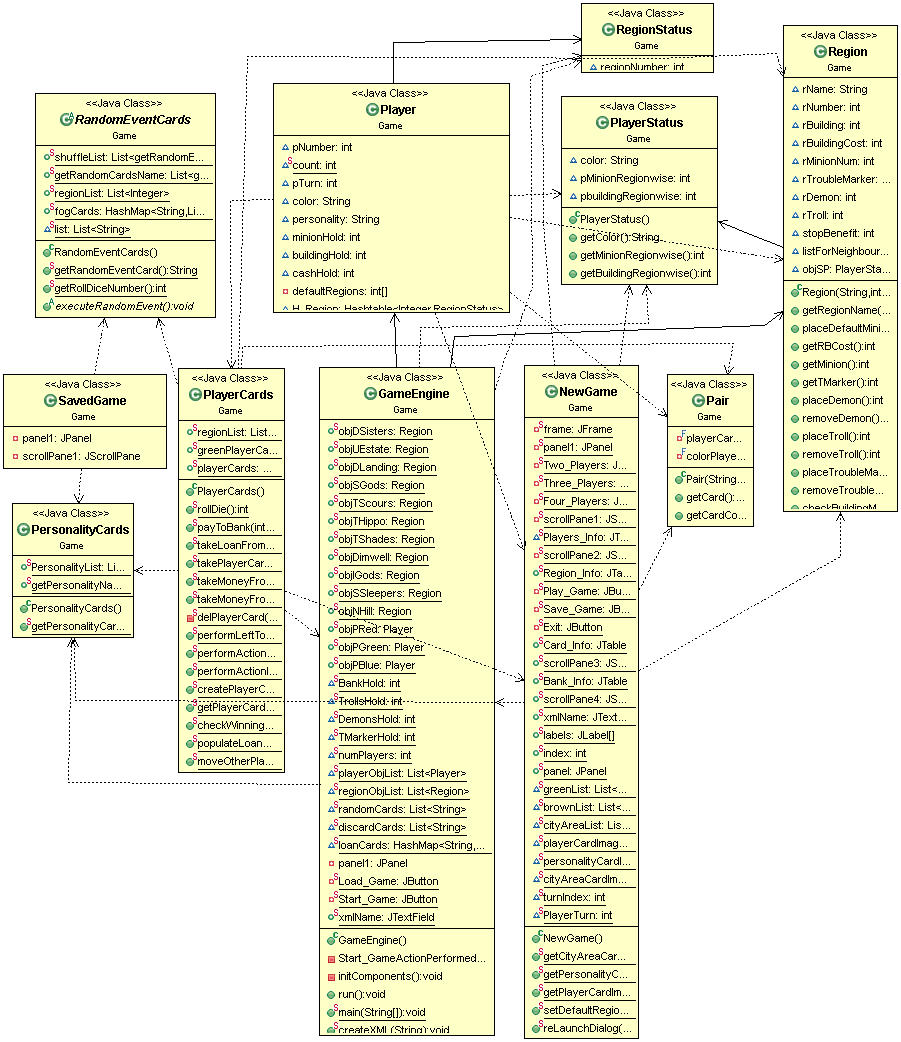 <<Java Class>>
RegionStatus
Game
regionNumber: int
<<Java Class>>
Region
Game
rName: String
rNumber: int
rBuilding: int
rBuildingCost: int
rMinionNum: int
rTroubleMarker: ...
rDemon: int
rTroll: int
stopBenefit: int
listForNeighbour...
objSP: PlayerSta...
Region(String,int...
getRegionName(...
placeDefaultMini...
getRBCost():int
getMinion():int
getTMarker():int
placeDemon():int
removeDemon()...
placeTroll():int
removeTroll():int
placeTroubleMa...
removeTrouble...
checkBuildingM...
<<Java Class>>
Player
Game
pNumber: int
count: int
pTurn: int
color: String
personality: String
minionHold: int
buildingHold: int
cashHold: int
defaultRegions: int[]
H_Region: Hashtable<Integer,RegionStatus>
<<Java Class>>
PlayerStatus
Game
color: String
pMinionRegionwise: int
pbuildingRegionwise: int
PlayerStatus()
getColor():String
getMinionRegionwise():int
getBuildingRegionwise():int
<<Java Class>>
RandomEventCards
Game
shuffleList: List<getRandomE...
getRandomCardsName: List<g...
regionList: List<Integer>
fogCards: HashMap<String,Li...
list: List<String>
RandomEventCards()
getRandomEventCard():String
getRollDiceNumber():int
executeRandomEvent():void
<<Java Class>>
SavedGame
Game
panel1: JPanel
scrollPane1: JScrollPane
<<Java Class>>
PersonalityCards
Game
PersonalityList: Li...
getPersonalityNa...
PersonalityCards()
getPersonalityCar...
<<Java Class>>
PlayerCards
Game
regionList: List...
greenPlayerCa...
playerCards: ...
PlayerCards()
rollDie():int
payToBank(int...
takeLoanFrom...
takePlayerCar...
takeMoneyFro...
takeMoneyFro...
delPlayerCard(...
performLeftTo...
performAction...
performActionI...
createPlayerC...
getPlayerCard...
checkWinning...
populateLoan...
moveOtherPla...
<<Java Class>>
GameEngine
Game
objDSisters: Region
objUEstate: Region
objDLanding: Region
objSGods: Region
objTScours: Region
objTHippo: Region
objTShades: Region
objDimwell: Region
objIGods: Region
objSSleepers: Region
objNHill: Region
objPRed: Player
objPGreen: Player
objPBlue: Player
BankHold: int
TrollsHold: int
DemonsHold: int
TMarkerHold: int
numPlayers: int
playerObjList: List<Player>
regionObjList: List<Region>
randomCards: List<String>
discardCards: List<String>
loanCards: HashMap<String,...
panel1: JPanel
Load_Game: JButton
Start_Game: JButton
xmlName: JTextField
GameEngine()
Start_GameActionPerformed...
initComponents():void
run():void
main(String[]):void
createXML(String):void
<<Java Class>>
NewGame
Game
frame: JFrame
panel1: JPanel
Two_Players: J...
Three_Players: ...
Four_Players: J...
scrollPane1: JS...
Players_Info: JT...
scrollPane2: JS...
Region_Info: JTa...
Play_Game: JBu...
Save_Game: JB...
Exit: JButton
Card_Info: JTable
scrollPane3: JS...
Bank_Info: JTable
scrollPane4: JS...
xmlName: JText...
labels: JLabel[]
index: int
panel: JPanel
greenList: List<...
brownList: List<...
cityAreaList: Lis...
playerCardImag...
personalityCardI...
cityAreaCardIm...
turnIndex: int
PlayerTurn: int
NewGame()
getCityAreaCar...
getPersonalityC...
getPlayerCardIm...
setDefaultRegio...
reLaunchDialog(...
<<Java Class>>
Pair
Game
playerCar...
colorPlaye...
Pair(String...
getCard():...
getCardCo...